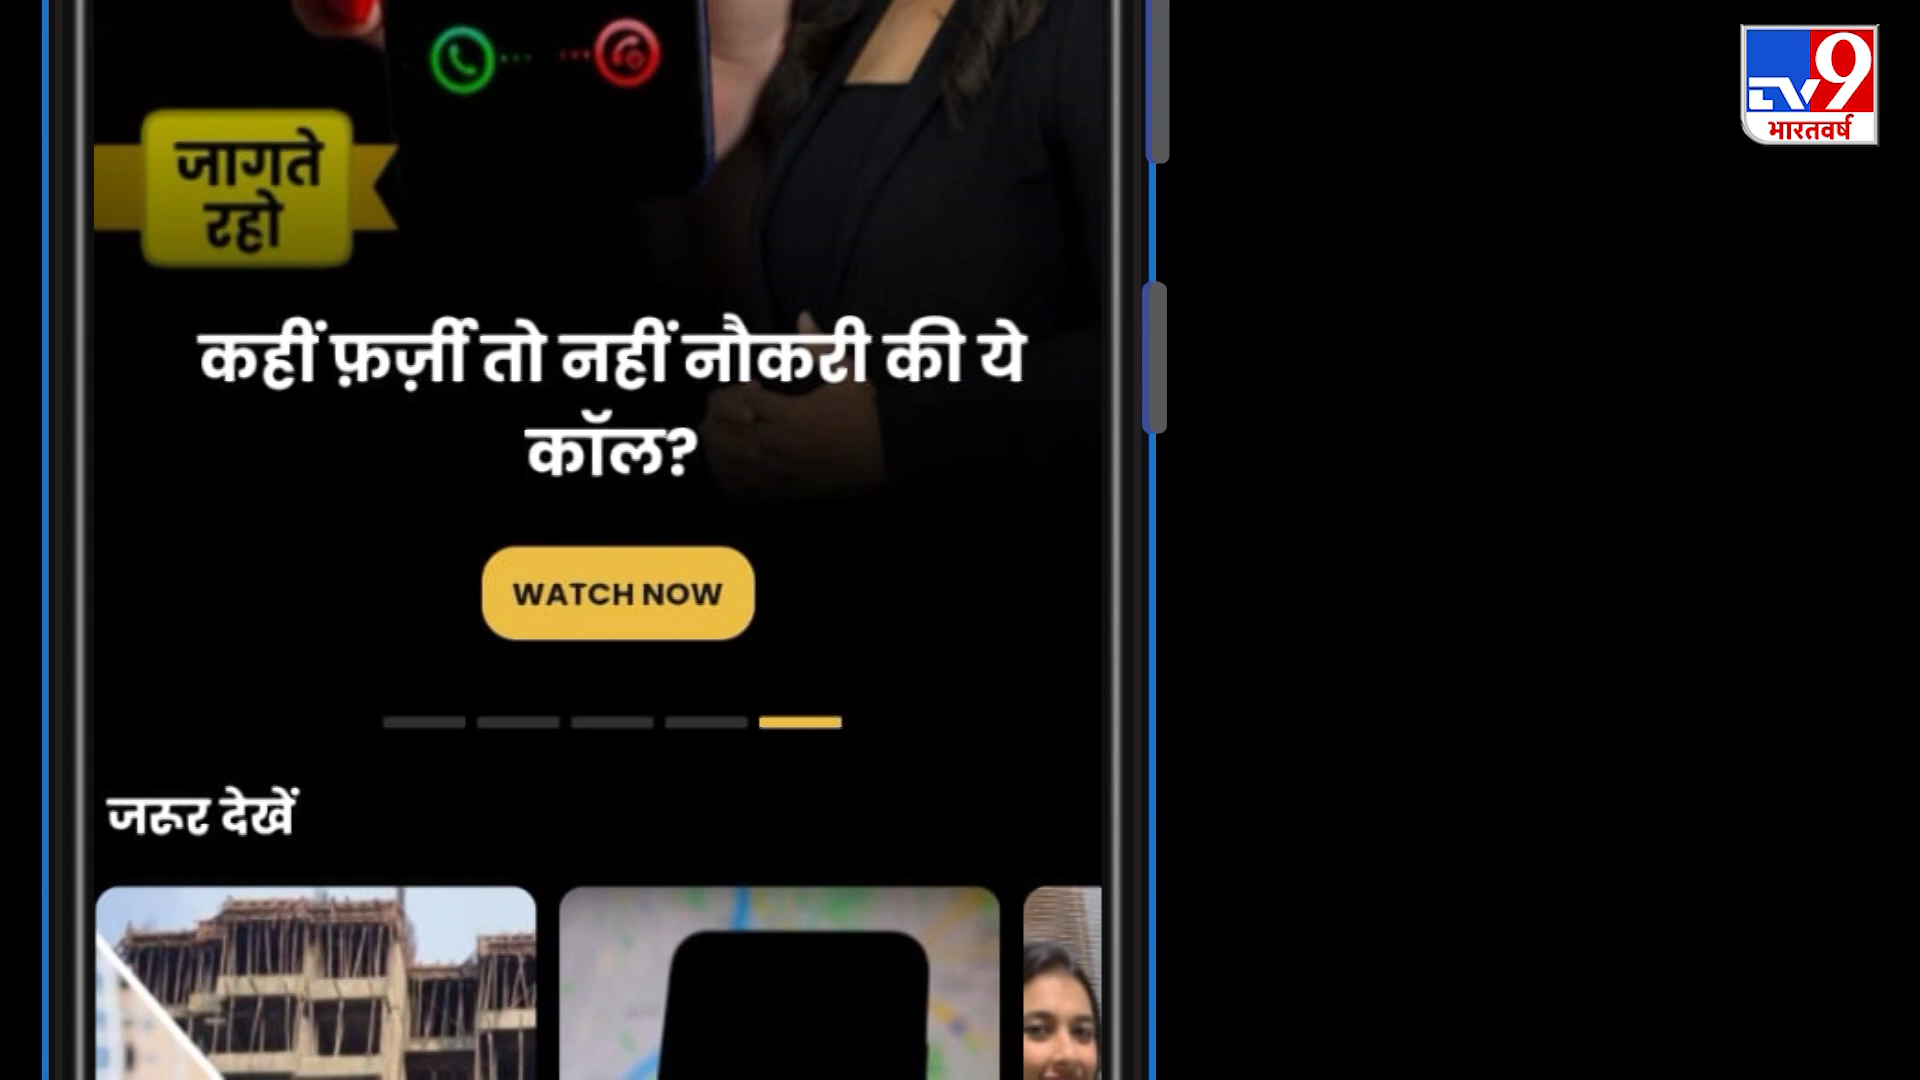 TV9
भारतवर्ष
जागते
रहो
कहीं फ़र्ज़ी तो नहीं नौकरी की ये
कॉल?
WATCH NOW
जरूर देखें